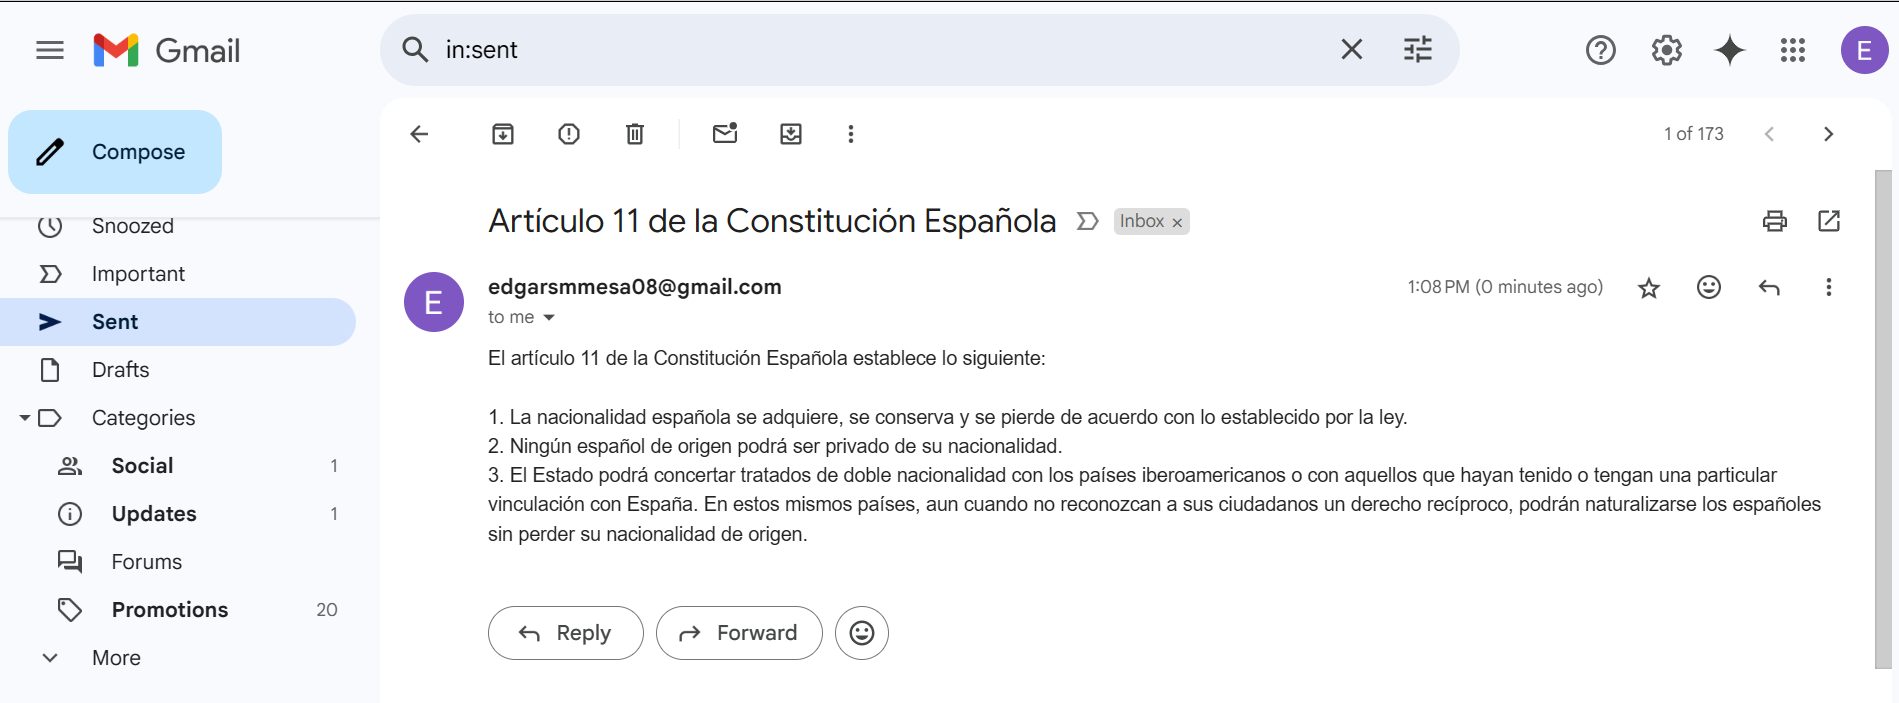 Gmail
in:sent
E
Compose
1 of 173
Snoozed
Important
Sent
Drafts
Categories
Social 1
Updates 1
Forums
Promotions 20
More
Artículo 11 de la Constitución Española Inbox ×
E
edgarsmmesa08@gmail.com 1:08 PM (0 minutes ago)
to me
El artículo 11 de la Constitución Española establece lo siguiente:
1. La nacionalidad española se adquiere, se conserva y se pierde de acuerdo con lo establecido por la ley.
2. Ningún español de origen podrá ser privado de su nacionalidad.
3. El Estado podrá concertar tratados de doble nacionalidad con los países iberoamericanos o con aquellos que hayan tenido o tengan una particular
vinculación con España. En estos mismos países, aun cuando no reconozcan a sus ciudadanos un derecho recíproco, podrán naturalizarse los españoles
sin perder su nacionalidad de origen.
Reply Forward